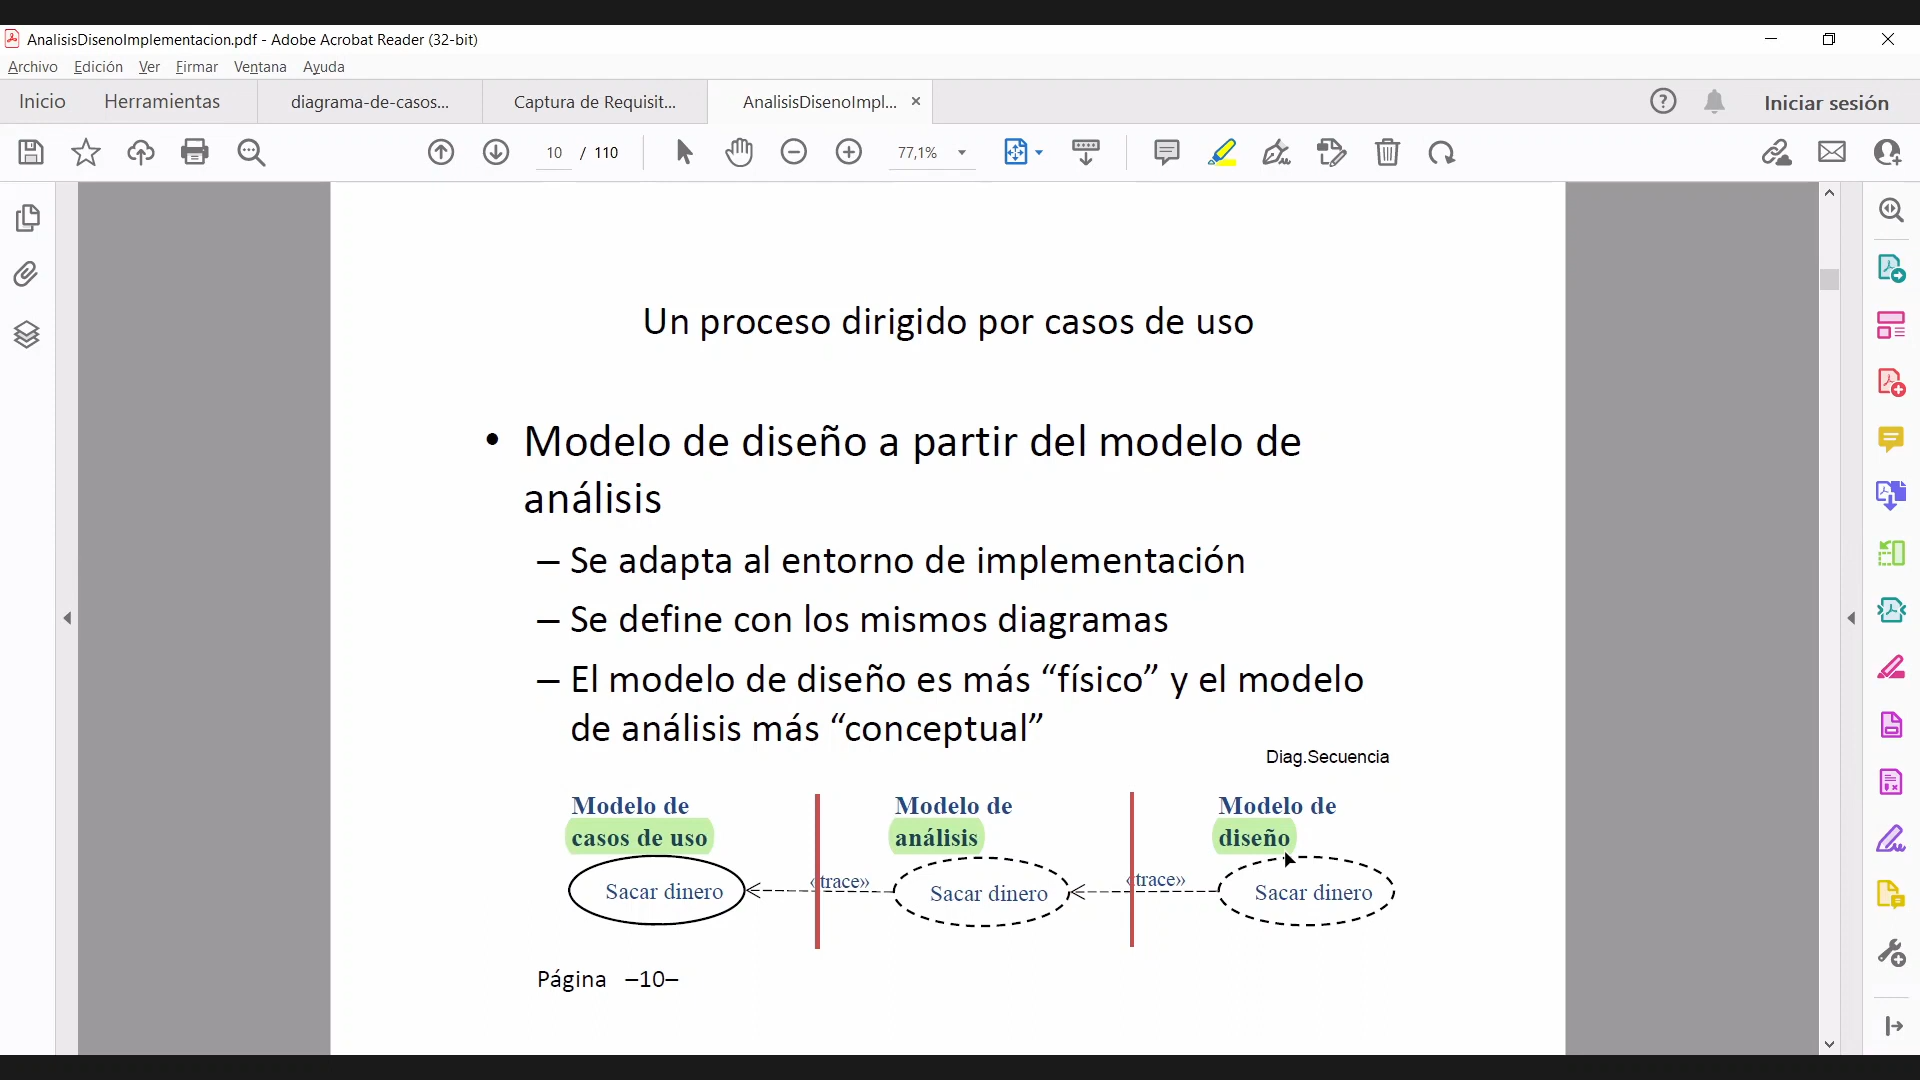 AnalisisDisenoImplementacion.pdf - Adobe Acrobat Reader (32-bit)
Archivo Edición Ver Firmar Ventana Ayuda
Inicio Herramientas diagrama-de-casos... Captura de Requisit... AnalisisDisenoImpl... × Iniciar sesión
10 / 110 77,1%
Un proceso dirigido por casos de uso
• Modelo de diseño a partir del modelo de
análisis
– Se adapta al entorno de implementación
– Se define con los mismos diagramas
– El modelo de diseño es más “físico” y el modelo
de análisis más “conceptual”
Diag.Secuencia
Modelo de
casos de uso
Modelo de
análisis
Modelo de
diseño
Sacar dinero
«trace»
Sacar dinero
«trace»
Sacar dinero
Página –10–